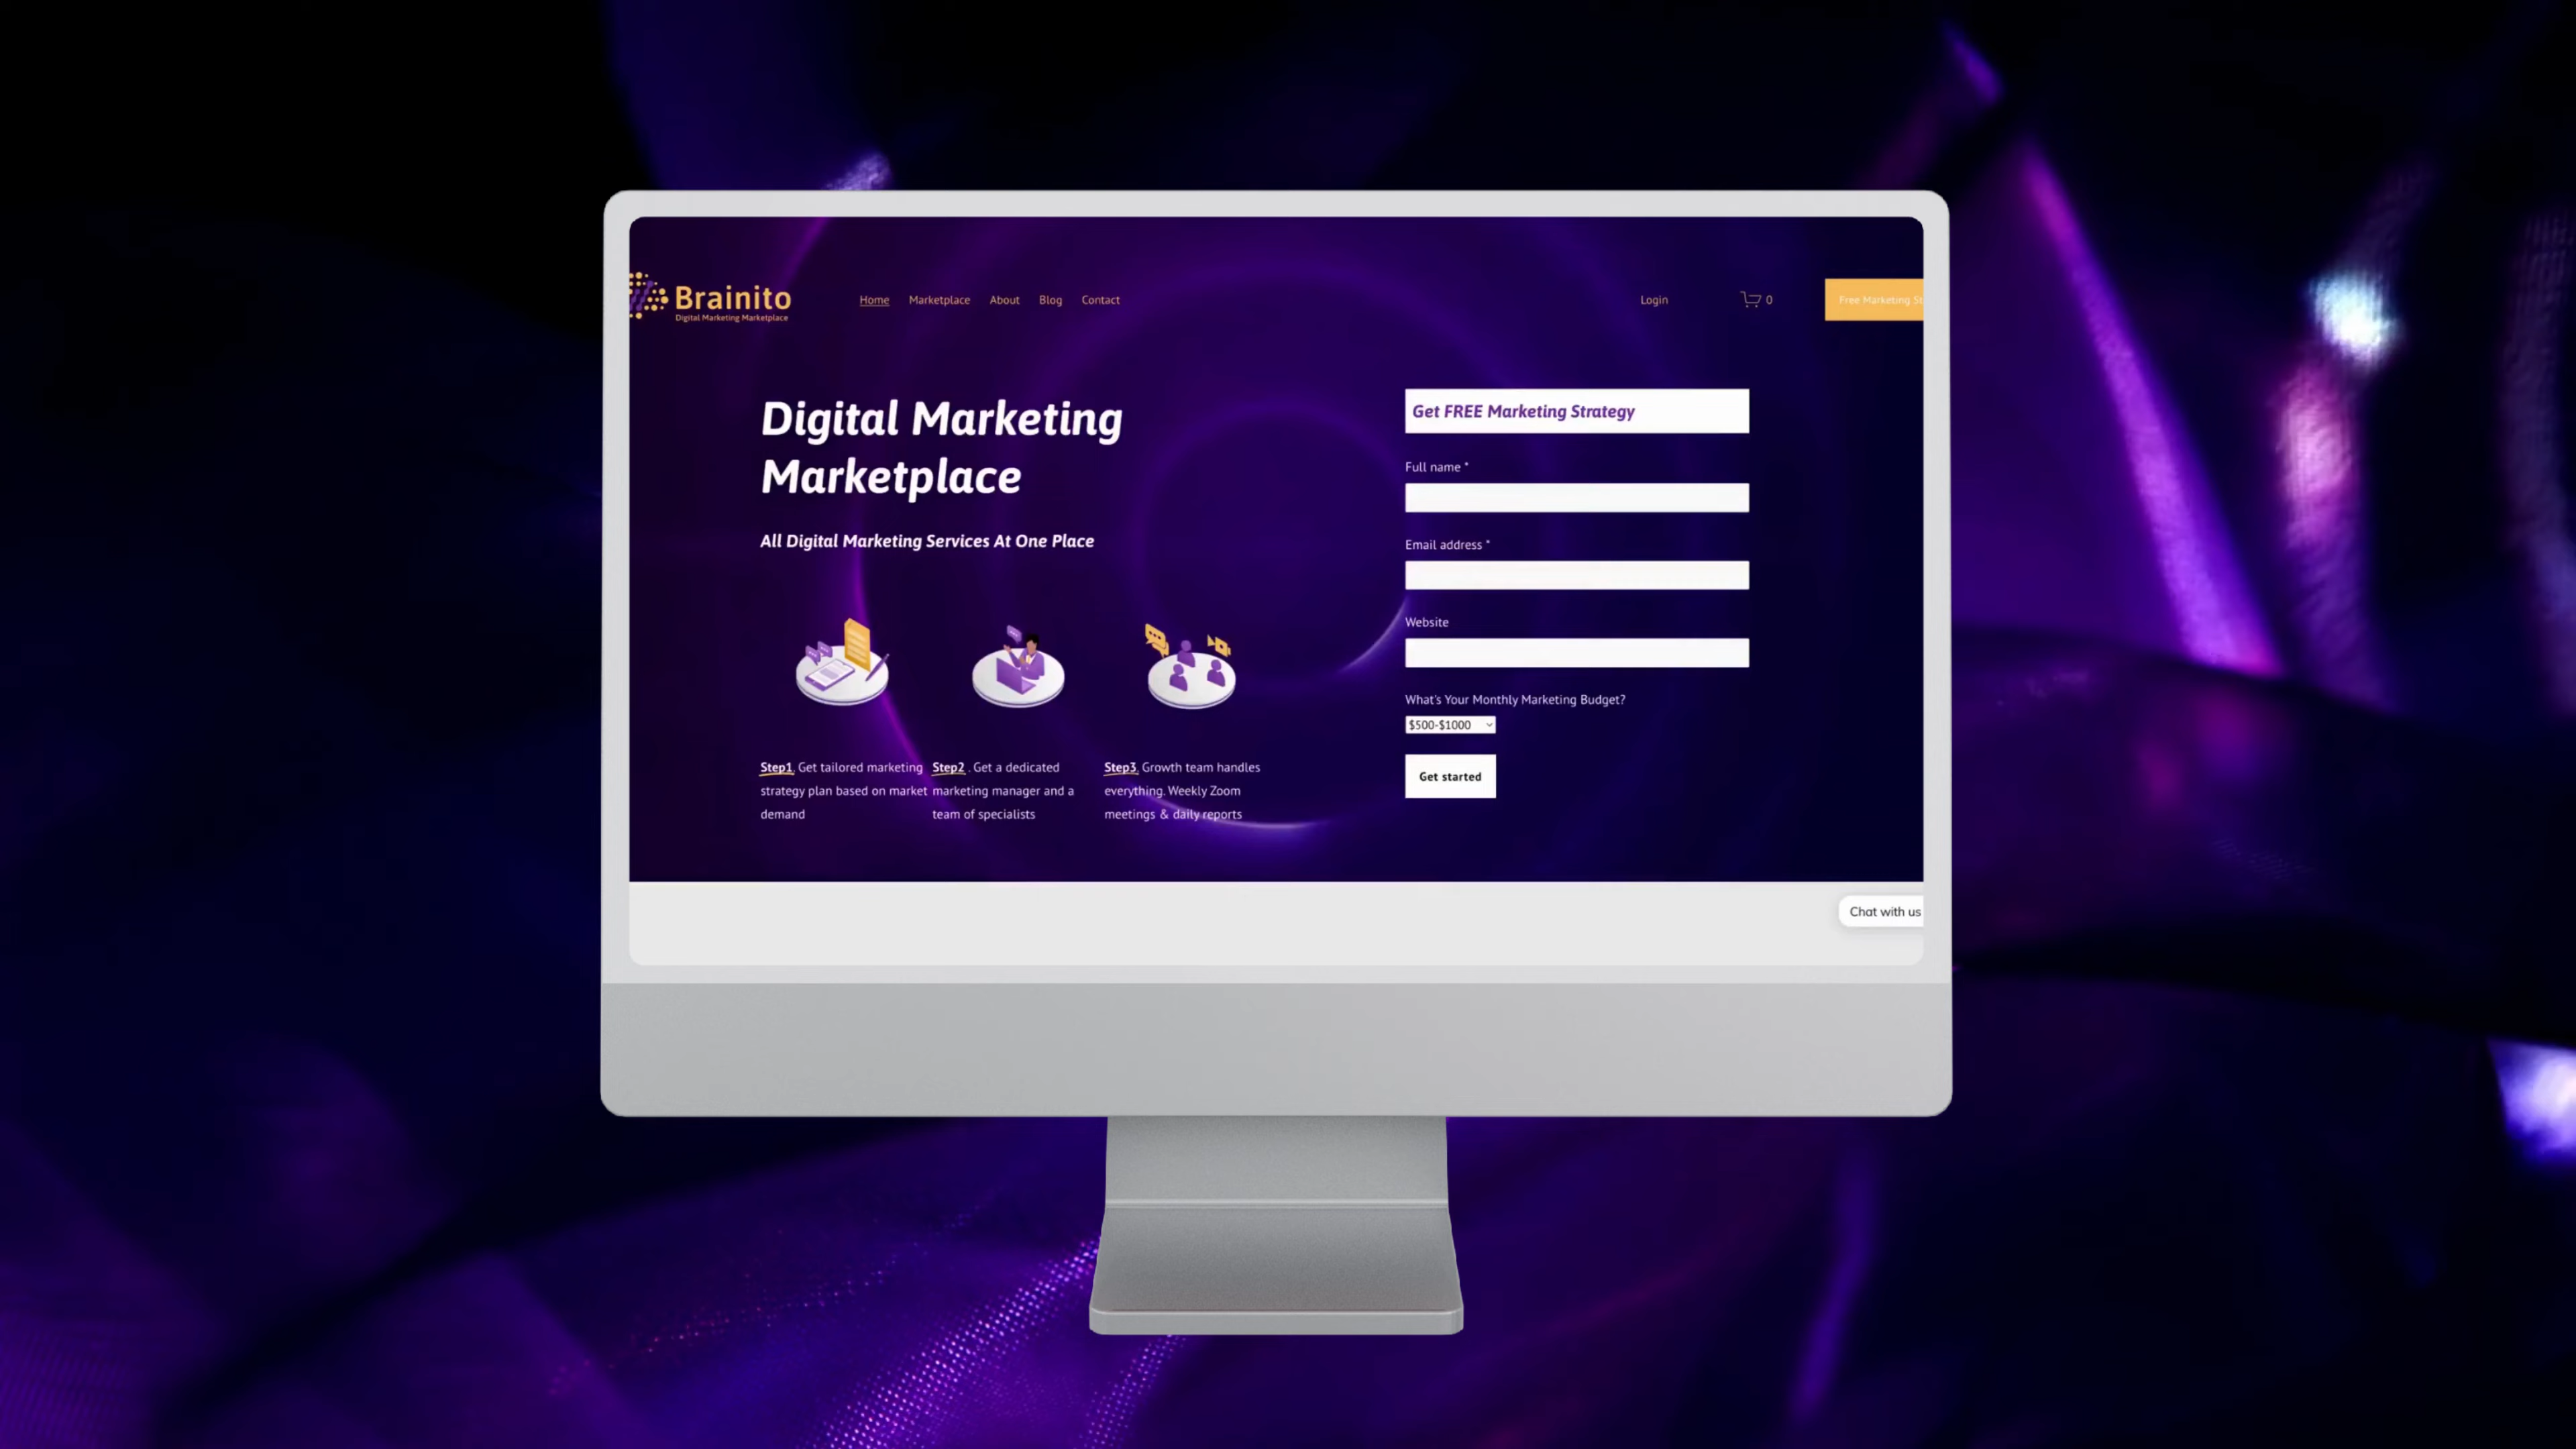 Brainito
Digital Marketing Marketplace
Home
Marketplace
About
Blog
Contact
Login
0
Free Marketing
Digital Marketing
Marketplace
All Digital Marketing Services At One Place
Step1. Get tailored marketing
strategy plan based on market
demand
Step2 . Get a dedicated
marketing manager and a
team of specialists
Step3. Growth team handles
everything. Weekly Zoom
meetings & daily reports
Get FREE Marketing Strategy
Full name *
Email address *
Website
What's Your Monthly Marketing Budget?
$500-$1000
Get started
Chat with us